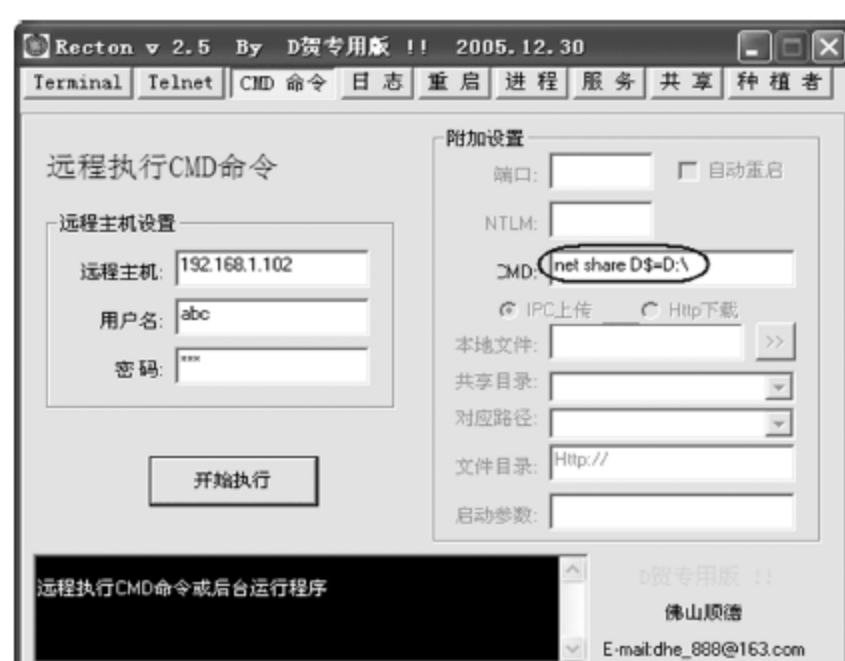 Recton v 2.5 By D贺专用版 !! 2005.12.30
Terminal Telnet CMD 命令 日 志 重 启 进 程 服 务 共 享 种 植 者
远程执行CMD命令
远程主机设置
远程主机: 192.168.1.102
用户名: abc
密 码: ***
开始执行
附加设置
端口: 自动重启
NTLM:
CMD: net share D$=D:\
IPC上传 Http下载
本地文件: >>
共享目录:
对应路径:
文件目录: Http://
启动参数:
远程执行CMD命令或后台运行程序
D贺专用版 !!
佛山顺德
E-mail:dhe_888@163.com